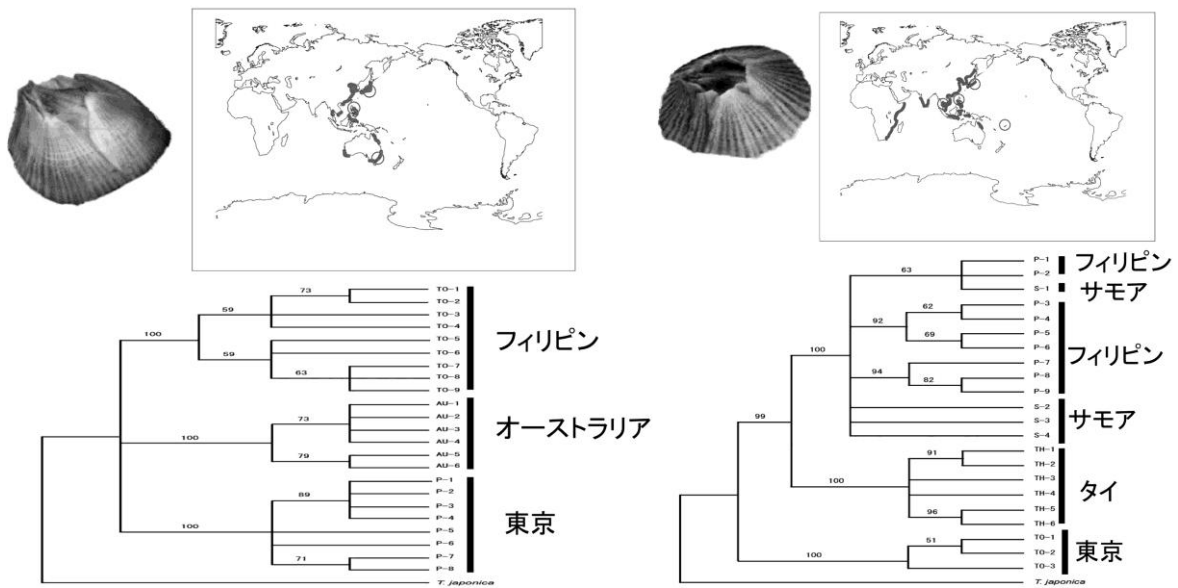 73
TO-1
TO-2
59
TO-3
TO-4
100
TO-5
TO-6
59
63
TO-7
TO-8
TO-9
フィリピン
AU-1
AU-2
73
AU-3
AU-4
100
79
AU-5
AU-6
オーストラリア
P-1
P-2
89
P-3
P-4
100
P-5
P-6
71
P-7
P-8
東京
T. japonica
63
P-1
P-2
フィリピン
S-1
サモア
62
P-3
P-4
92
69
P-5
P-6
100
P-7
94
82
P-8
P-9
フィリピン
S-2
S-3
S-4
サモア
99
91
TH-1
TH-2
TH-3
100
TH-4
96
TH-5
TH-6
タイ
51
TO-1
TO-2
100
TO-3
東京
T. japonica